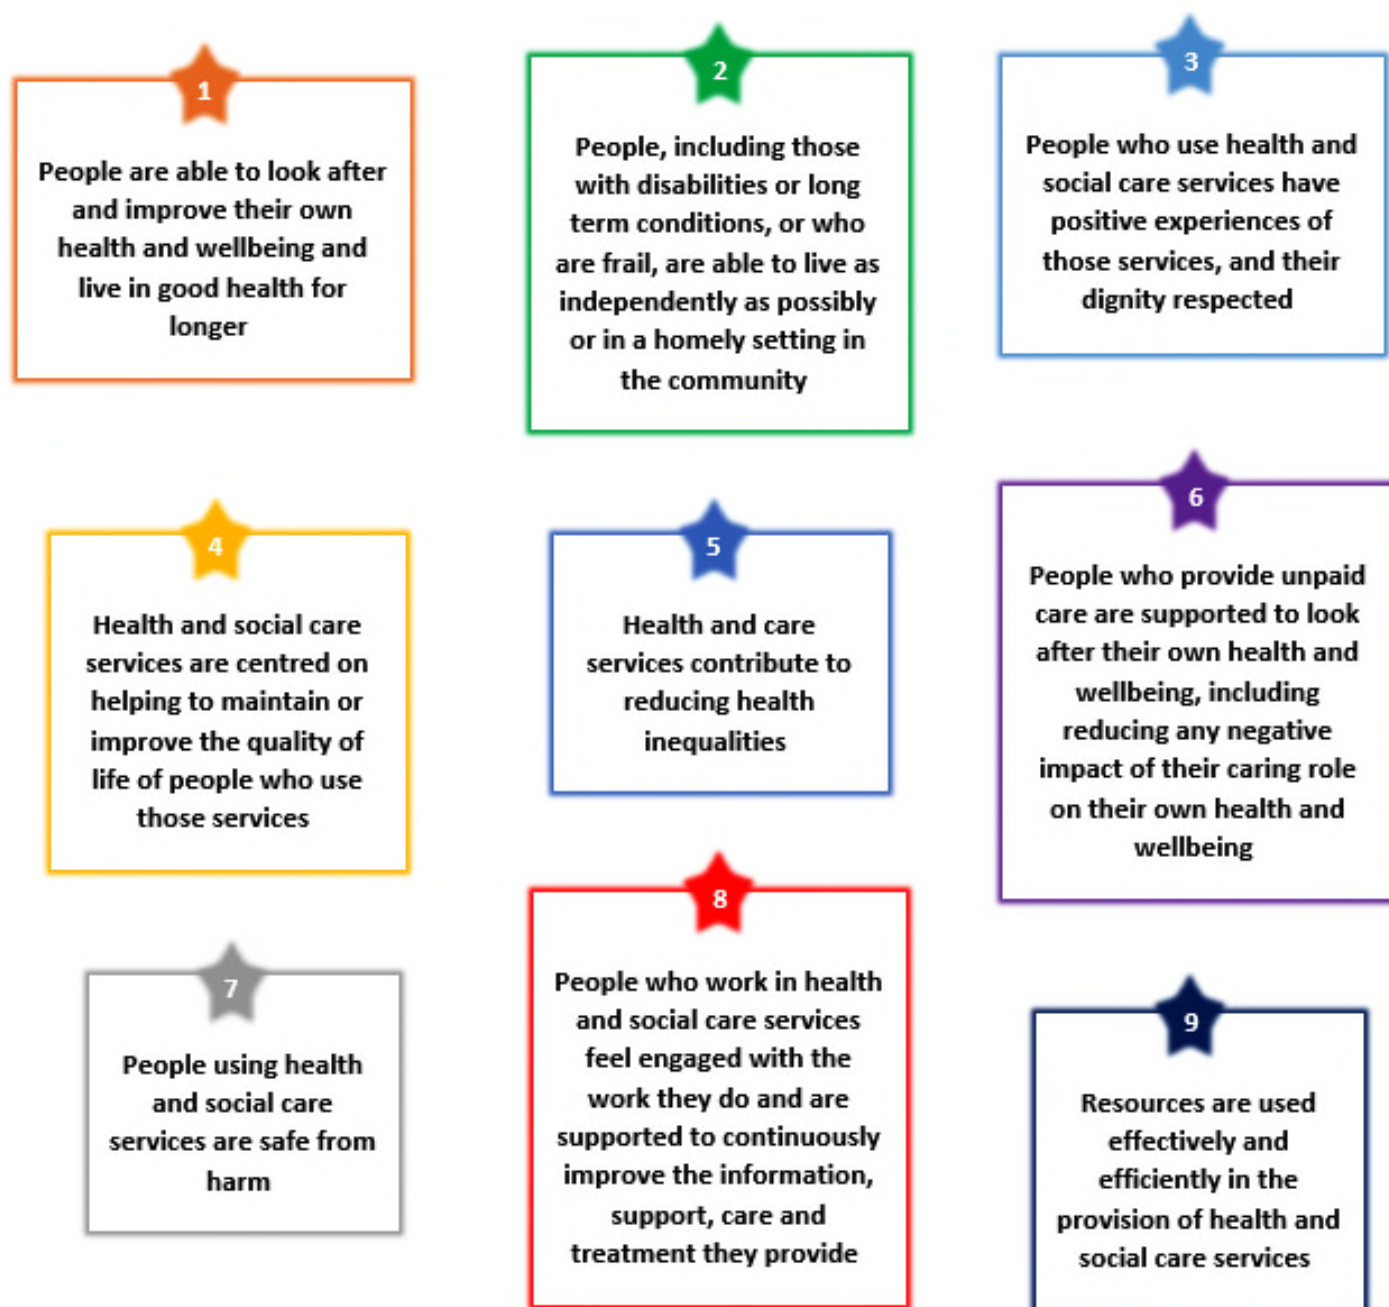 1
People are able to look after
and improve their own
health and wellbeing and
live in good health for
longer
2
People, including those
with disabilities or long
term conditions, or who
are frail, are able to live as
independently as possibly
or in a homely setting in
the community
3
People who use health and
social care services have
positive experiences of
those services, and their
dignity respected
4
Health and social care
services are centred on
helping to maintain or
improve the quality of
life of people who use
those services
5
Health and care
services contribute to
reducing health
inequalities
6
People who provide unpaid
care are supported to look
after their own health and
wellbeing, including
reducing any negative
impact of their caring role
on their own health and
wellbeing
7
People using health
and social care
services are safe from
harm
8
People who work in health
and social care services
feel engaged with the
work they do and are
supported to continuously
improve the information,
support, care and
treatment they provide
9
Resources are used
effectively and
efficiently in the
provision of health and
social care services